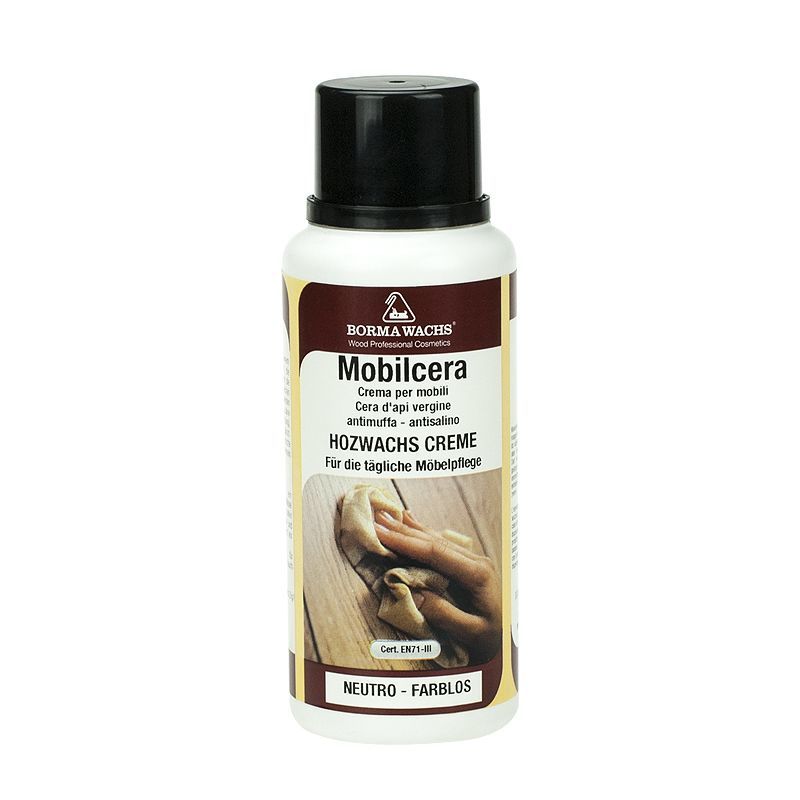 BORMA WACHS®
Wood Professional Cosmetics
Mobilcera
Crema per mobili
Cera d'api vergine
antimuffa - antisalino
HOZWACHS CREME
Für die tägliche Möbelpflege
Cert. EN71-III
NEUTRO - FARBLOS